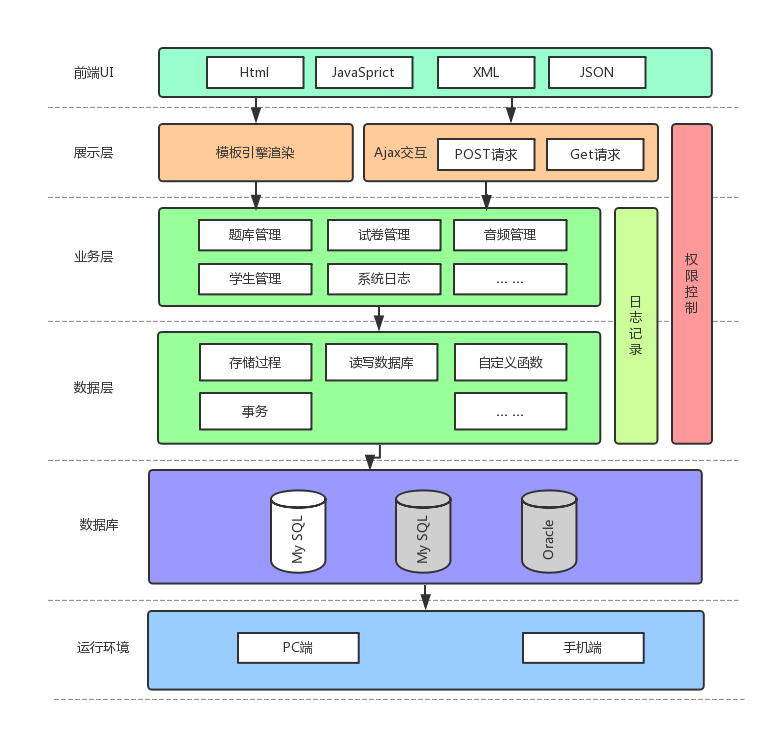 前端UI
Html
JavaSprict
XML
JSON
展示层
模板引擎渲染
Ajax交互
POST请求
Get请求
权限控制
业务层
题库管理
试卷管理
音频管理
学生管理
系统日志
... ...
日志记录
数据层
存储过程
读写数据库
自定义函数
事务
... ...
数据库
My SQL
My SQL
Oracle
运行环境
PC端
手机端